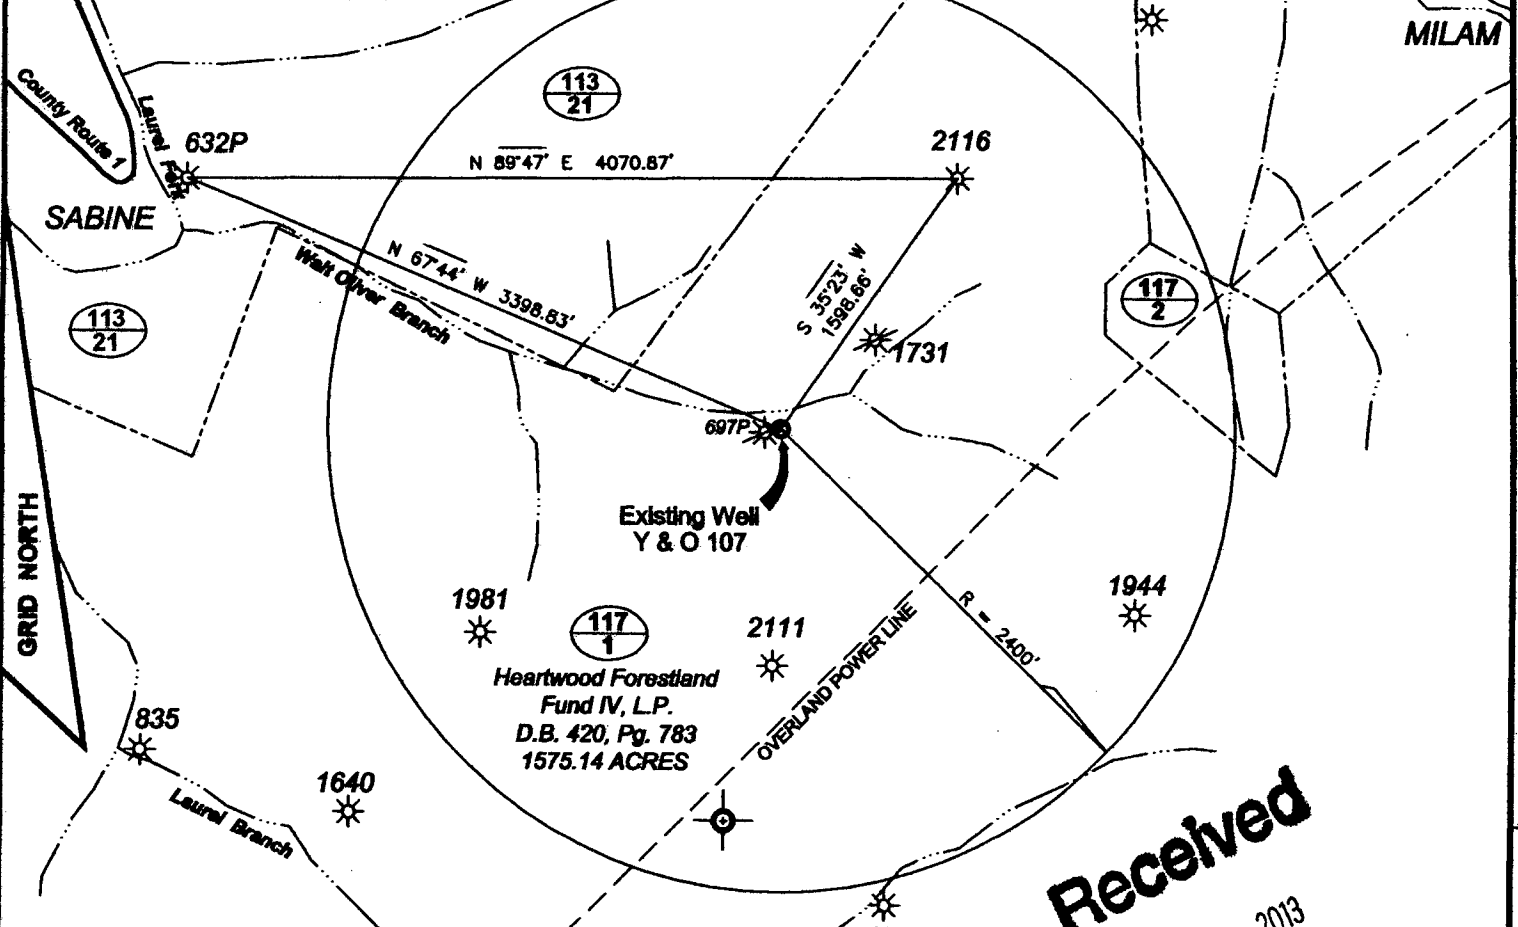 MILAM
113
21
County Route 1
Laurel Fork
632P
2116
N 89°47' E 4070.87'
SABINE
N 67°44' W 3398.83'
Walt Oliver Branch
S 35°23' W
1598.66'
117
2
113
21
1731
697P
Existing Well
Y & O 107
GRID NORTH
1981
117
1
2111
1944
R = 2400'
OVERLAND POWER LINE
Heartwood Forestland
Fund IV, L.P.
D.B. 420, Pg. 783
1575.14 ACRES
835
1640
Laurel Branch
Received
2013